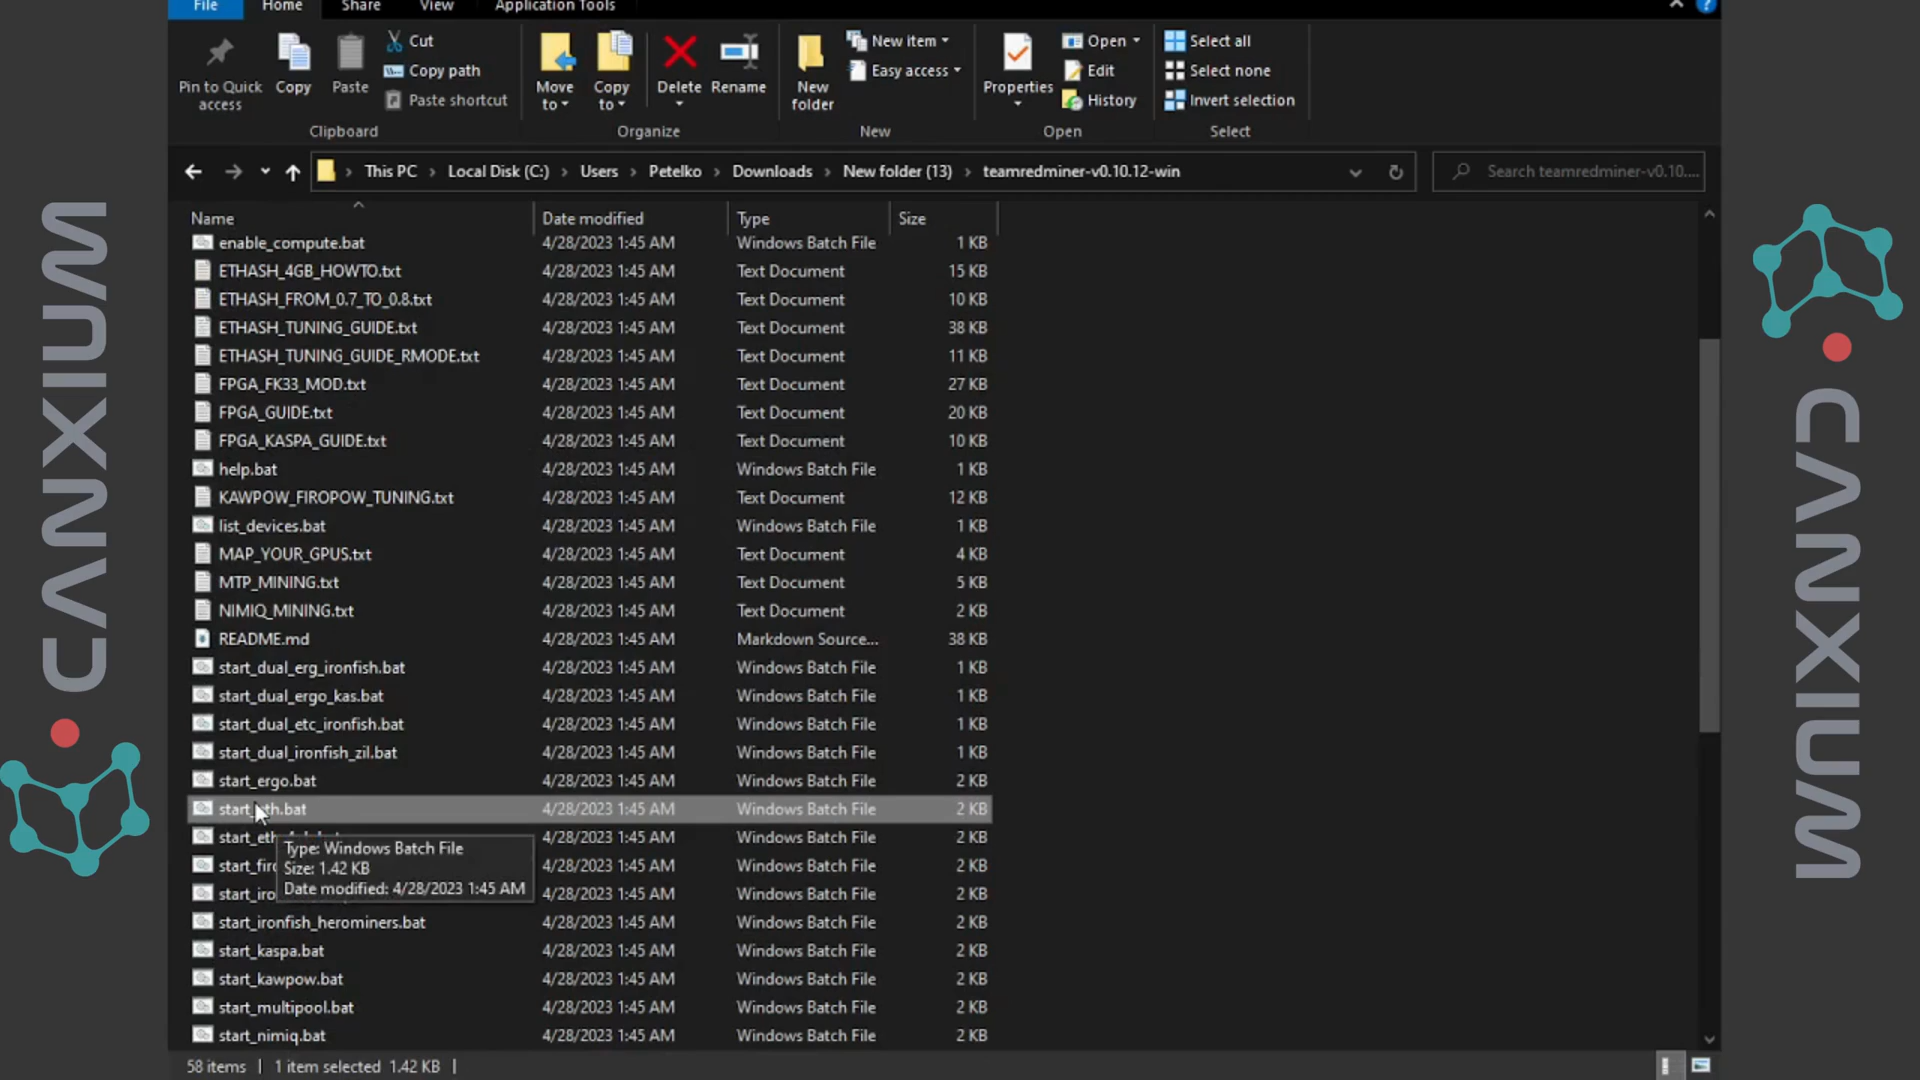 File Home Share View Application Tools
Pin to Quick access
Copy
Paste
Cut
Copy path
Paste shortcut
Clipboard
Move to
Copy to
Delete
Rename
Organize
New folder
New item
Easy access
New
Properties
Open
Edit
History
Open
Select all
Select none
Invert selection
Select
This PC Local Disk (C:) Users Petelko Downloads New folder (13) teamredminer-v0.10.12-win
Search teamredminer-v0.10....
Name Date modified Type Size
enable_compute.bat 4/28/2023 1:45 AM Windows Batch File 1 KB
ETHASH_4GB_HOWTO.txt 4/28/2023 1:45 AM Text Document 15 KB
ETHASH_FROM_0.7_TO_0.8.txt 4/28/2023 1:45 AM Text Document 10 KB
ETHASH_TUNING_GUIDE.txt 4/28/2023 1:45 AM Text Document 38 KB
ETHASH_TUNING_GUIDE_RMODE.txt 4/28/2023 1:45 AM Text Document 11 KB
FPGA_FK33_MOD.txt 4/28/2023 1:45 AM Text Document 27 KB
FPGA_GUIDE.txt 4/28/2023 1:45 AM Text Document 20 KB
FPGA_KASPA_GUIDE.txt 4/28/2023 1:45 AM Text Document 10 KB
help.bat 4/28/2023 1:45 AM Windows Batch File 1 KB
KAWPOW_FIROPOW_TUNING.txt 4/28/2023 1:45 AM Text Document 12 KB
list_devices.bat 4/28/2023 1:45 AM Windows Batch File 1 KB
MAP_YOUR_GPUS.txt 4/28/2023 1:45 AM Text Document 4 KB
MTP_MINING.txt 4/28/2023 1:45 AM Text Document 5 KB
NIMIQ_MINING.txt 4/28/2023 1:45 AM Text Document 2 KB
README.md 4/28/2023 1:45 AM Markdown Source... 38 KB
start_dual_erg_ironfish.bat 4/28/2023 1:45 AM Windows Batch File 1 KB
start_dual_ergo_kas.bat 4/28/2023 1:45 AM Windows Batch File 1 KB
start_dual_etc_ironfish.bat 4/28/2023 1:45 AM Windows Batch File 1 KB
start_dual_ironfish_zil.bat 4/28/2023 1:45 AM Windows Batch File 1 KB
start_ergo.bat 4/28/2023 1:45 AM Windows Batch File 2 KB
start_eth.bat 4/28/2023 1:45 AM Windows Batch File 2 KB
start_eth 4/28/2023 1:45 AM Windows Batch File 2 KB
Type: Windows Batch File
start_fir 4/28/2023 1:45 AM Windows Batch File 2 KB
Size: 1.42 KB
start_iro 4/28/2023 1:45 AM Windows Batch File 2 KB
Date modified: 4/28/2023 1:45 AM
start_ironfish_herominers.bat 4/28/2023 1:45 AM Windows Batch File 2 KB
start_kaspa.bat 4/28/2023 1:45 AM Windows Batch File 2 KB
start_kawpow.bat 4/28/2023 1:45 AM Windows Batch File 2 KB
start_multipool.bat 4/28/2023 1:45 AM Windows Batch File 2 KB
start_nimiq.bat 4/28/2023 1:45 AM Windows Batch File 2 KB
58 items 1 item selected 1.42 KB
CANXIUM
CANXIUM